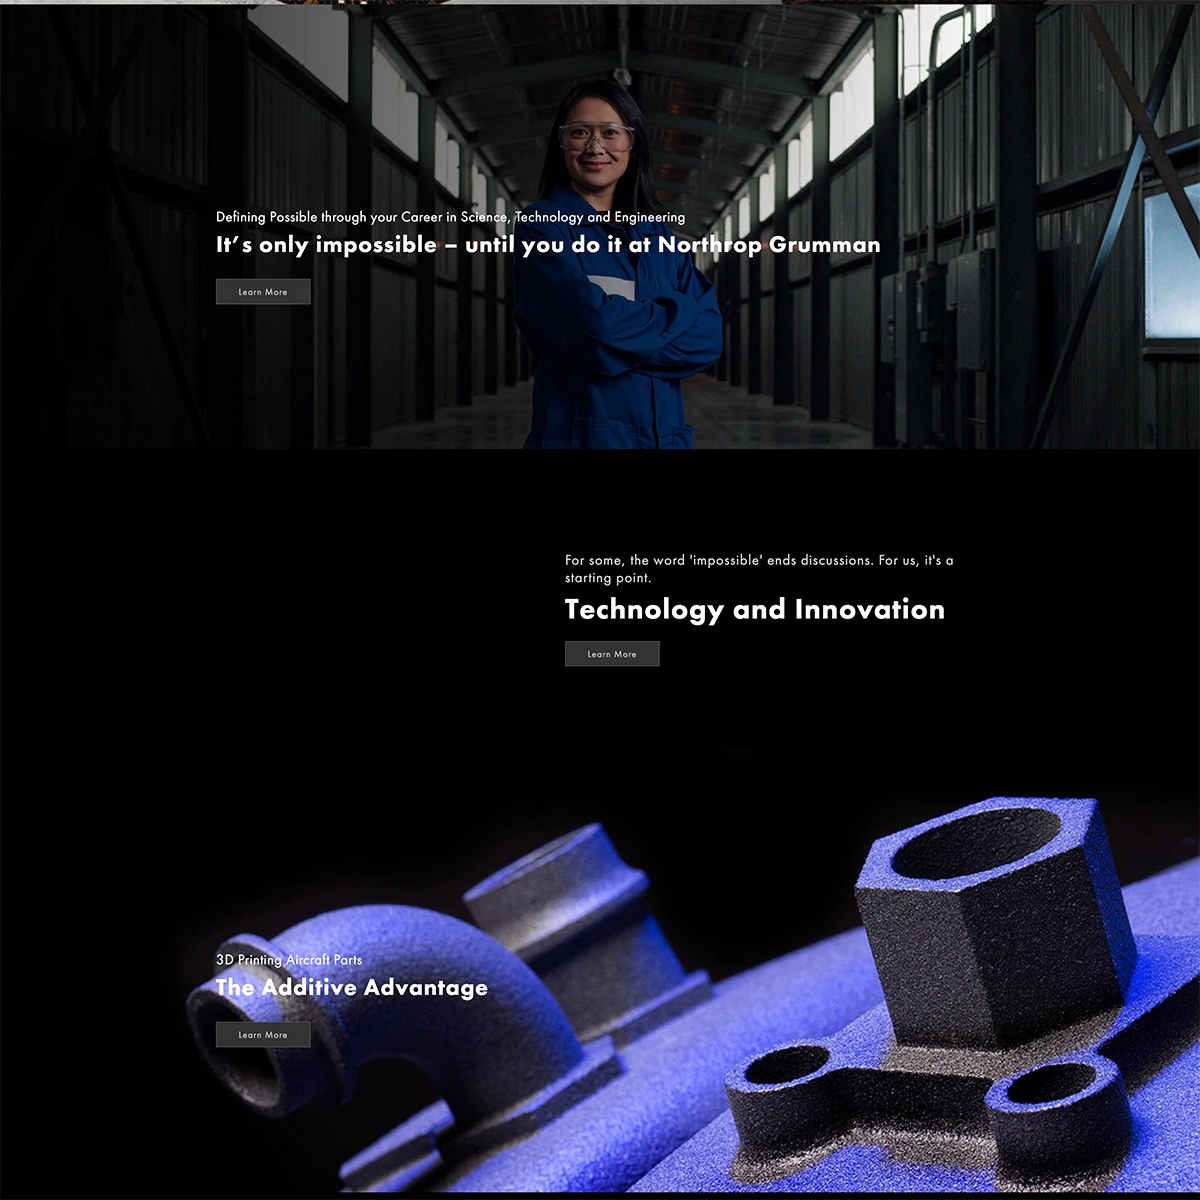 Defining Possible through your Career in Science, Technology and Engineering
It’s only impossible – until you do it at Northrop Grumman
Learn More
For some, the word 'impossible' ends discussions. For us, it's a
starting point.
Technology and Innovation
Learn More
3D Printing Aircraft Parts
The Additive Advantage
Learn More